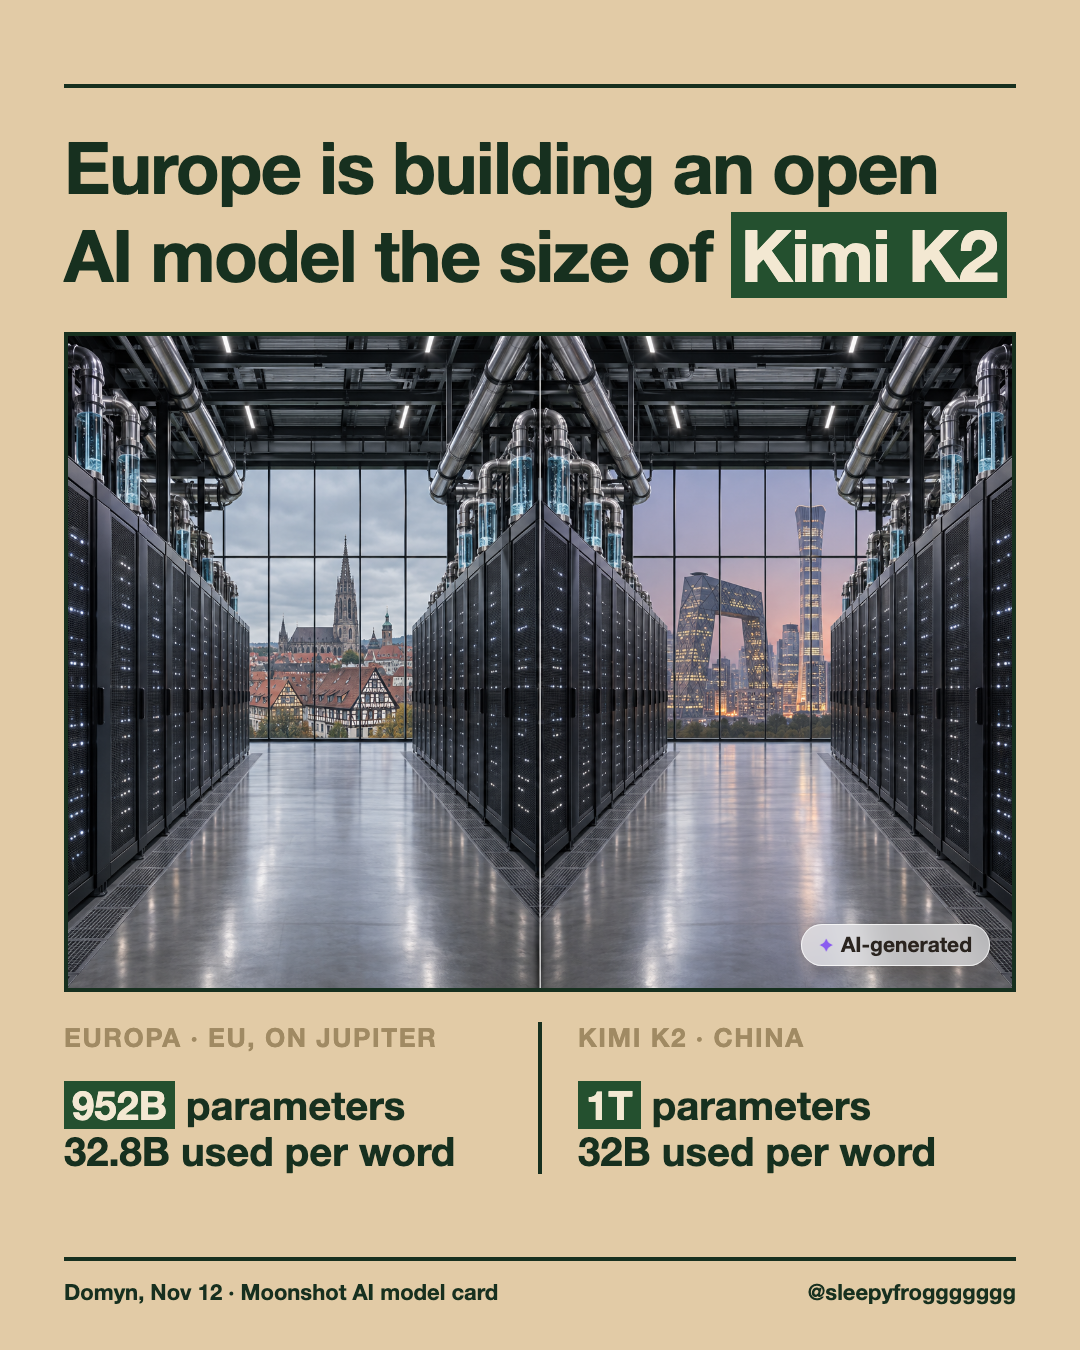 Europe is building an open
AI model the size of Kimi K2
AI-generated
EUROPA · EU, ON JUPITER
952B parameters
32.8B used per word
KIMI K2 · CHINA
1T parameters
32B used per word
Domyn, Nov 12 · Moonshot AI model card
@sleepyfroggggggg